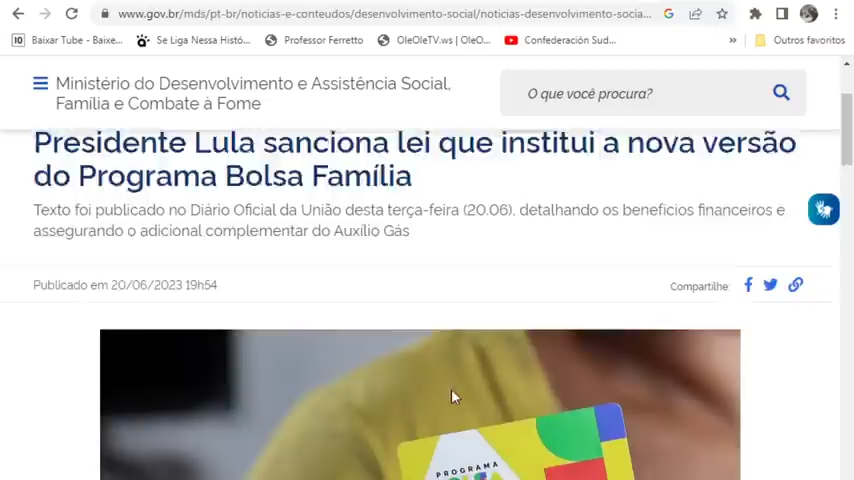 www.gov.br/mds/pt-br/noticias-e-conteudos/desenvolvimento-social/noticias-desenvolvimento-socia...
Baixar Tube - Baixe...
Se Liga Nessa Histó...
Professor Ferretto
OleOleTV.ws | OleO...
Confederación Sud...
»
Outros favoritos
Ministério do Desenvolvimento e Assistência Social,
Família e Combate à Fome
O que você procura?
Presidente Lula sanciona lei que institui a nova versão
do Programa Bolsa Família
Texto foi publicado no Diário Oficial da União desta terça-feira (20.06), detalhando os benefícios financeiros e
assegurando o adicional complementar do Auxílio Gás
Publicado em 20/06/2023 19h54
Compartilhe:
PROGRAMA
BOLSA